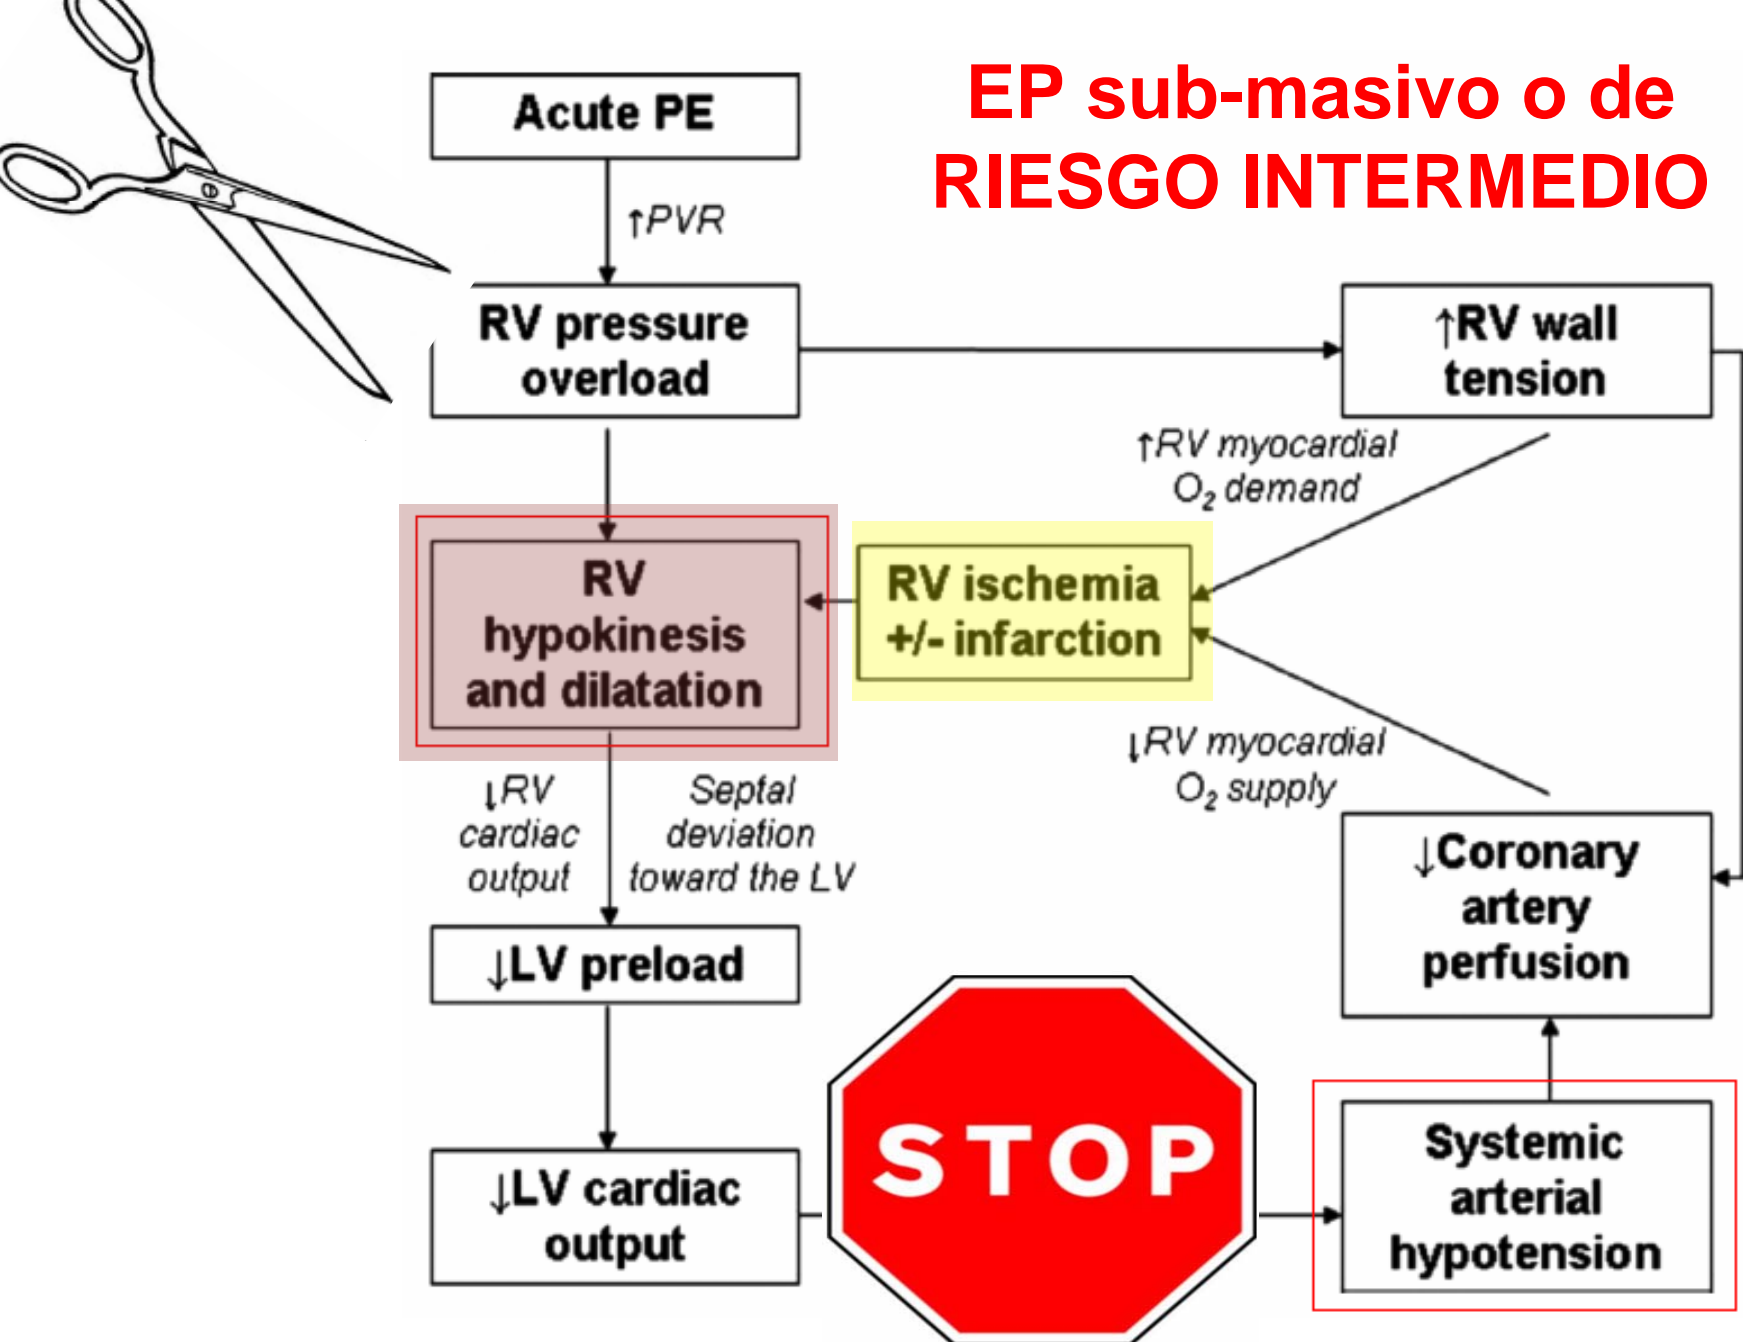 EP sub-masivo o de
RIESGO INTERMEDIO
Acute PE
↑PVR
RV pressure
overload
↑RV wall
tension
↑RV myocardial
O₂ demand
RV
hypokinesis
and dilatation
RV ischemia
+/- infarction
↓RV myocardial
O₂ supply
↓RV
cardiac
output
Septal
deviation
toward the LV
↓Coronary
artery
perfusion
↓LV preload
STOP
↓LV cardiac
output
Systemic
arterial
hypotension